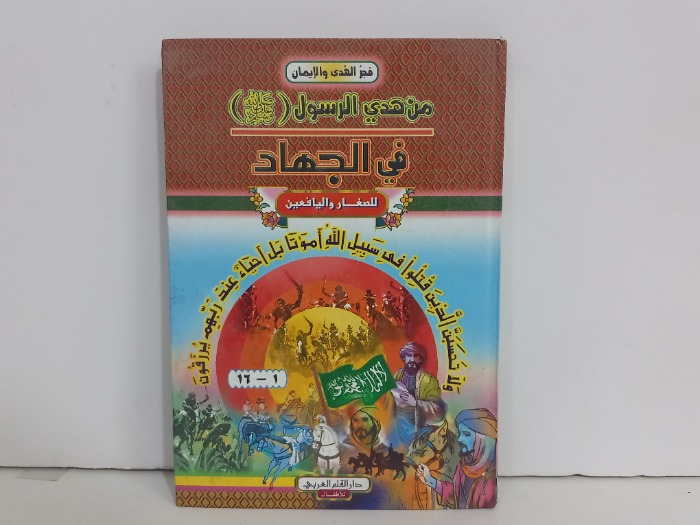 فجر الهدى والإيمان
من هدي الرسول (ﷺ)
في الجهاد
للصغار واليافعين
ولا تحسبن الذين قتلوا في سبيل الله أمواتا بل أحياء عند ربهم يرزقون
١ - ١٦
لا إله إلا الله محمد رسول الله
دار القلم العربي
للأطفال